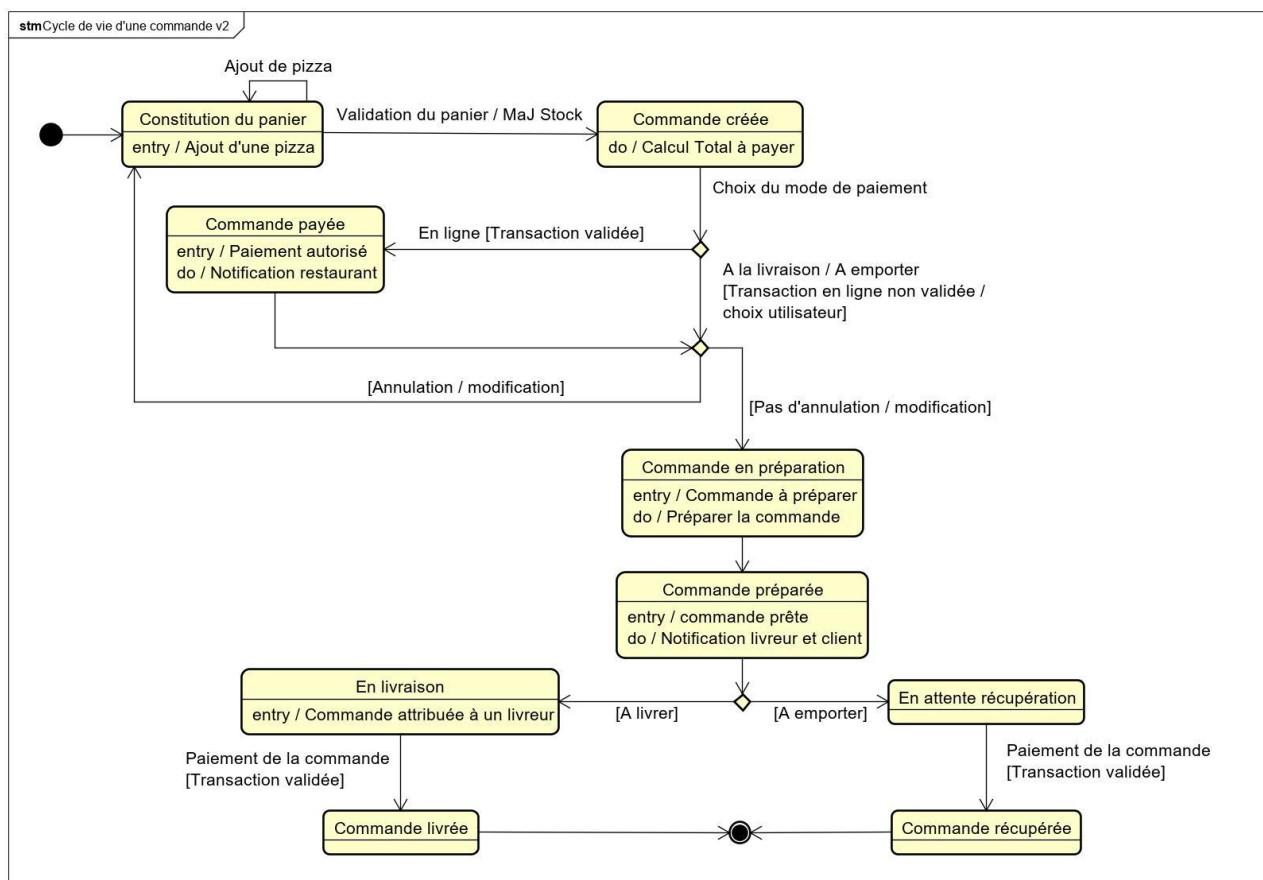 stm Cycle de vie d'une commande v2
Ajout de pizza
Constitution du panier
entry / Ajout d'une pizza
Validation du panier / MaJ Stock
Commande créée
do / Calcul Total à payer
Choix du mode de paiement
Commande payée
entry / Paiement autorisé
do / Notification restaurant
En ligne [Transaction validée]
A la livraison / A emporter
[Transaction en ligne non validée /
choix utilisateur]
[Annulation / modification]
[Pas d'annulation / modification]
Commande en préparation
entry / Commande à préparer
do / Préparer la commande
Commande préparée
entry / commande prête
do / Notification livreur et client
En livraison
entry / Commande attribuée à un livreur
[A livrer]
[A emporter]
En attente récupération
Paiement de la commande
[Transaction validée]
Paiement de la commande
[Transaction validée]
Commande livrée
Commande récupérée